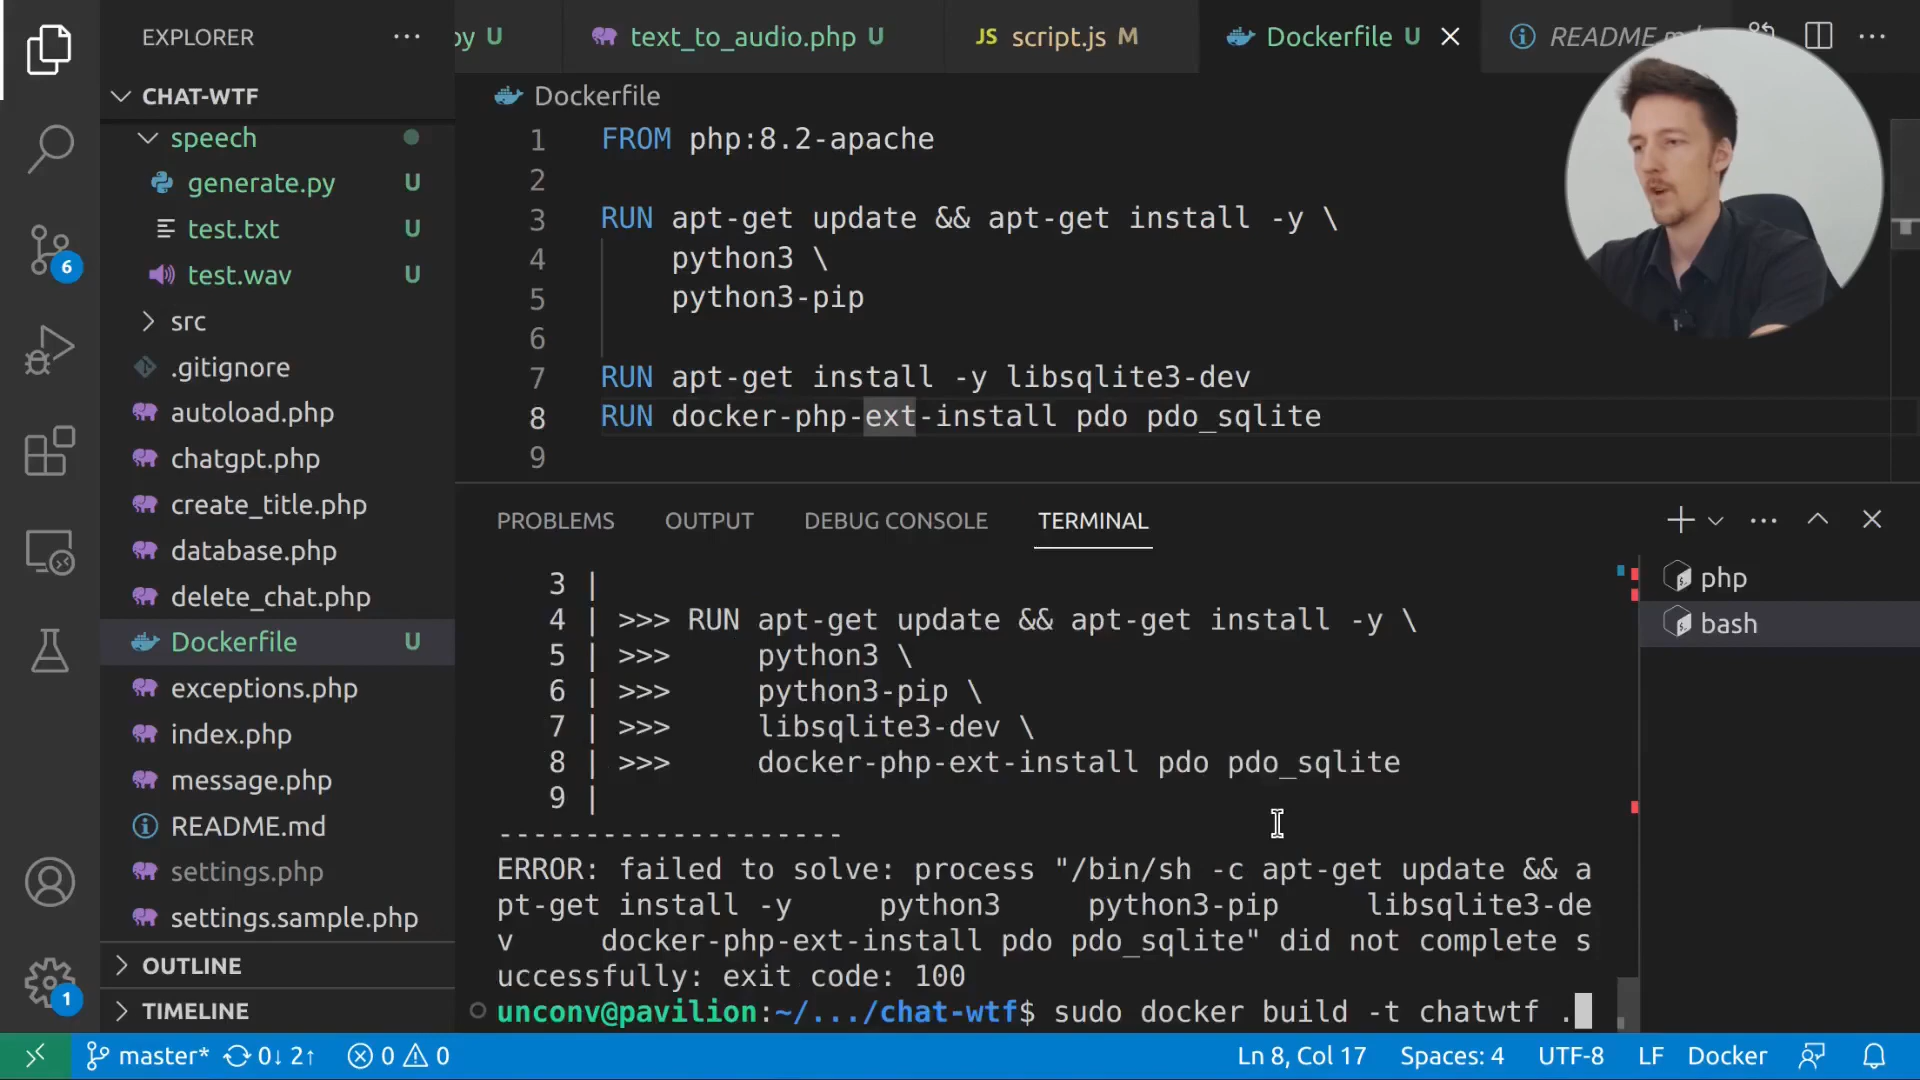 EXPLORER
CHAT-WTF
speech
generate.py U
test.txt U
test.wav U
src
.gitignore
autoload.php
chatgpt.php
create_title.php
database.php
delete_chat.php
Dockerfile U
exceptions.php
index.php
message.php
README.md
settings.php
settings.sample.php
OUTLINE
TIMELINE
6
1
py U
text_to_audio.php U
JS script.js M
Dockerfile U
README.md
Dockerfile
1 FROM php:8.2-apache
2
3 RUN apt-get update && apt-get install -y \
4 python3 \
5 python3-pip
6
7 RUN apt-get install -y libsqlite3-dev
8 RUN docker-php-ext-install pdo pdo_sqlite
9
PROBLEMS OUTPUT DEBUG CONSOLE TERMINAL
3 |
4 | >>> RUN apt-get update && apt-get install -y \
5 | >>> python3 \
6 | >>> python3-pip \
7 | >>> libsqlite3-dev \
8 | >>> docker-php-ext-install pdo pdo_sqlite
9 |
--------------------
ERROR: failed to solve: process "/bin/sh -c apt-get update && a
pt-get install -y python3 python3-pip libsqlite3-de
v docker-php-ext-install pdo pdo_sqlite" did not complete s
uccessfully: exit code: 100
unconv@pavilion:~/.../chat-wtf$ sudo docker build -t chatwtf .
php
bash
master* 0↓ 2↑ 0 0
Ln 8, Col 17 Spaces: 4 UTF-8 LF Docker